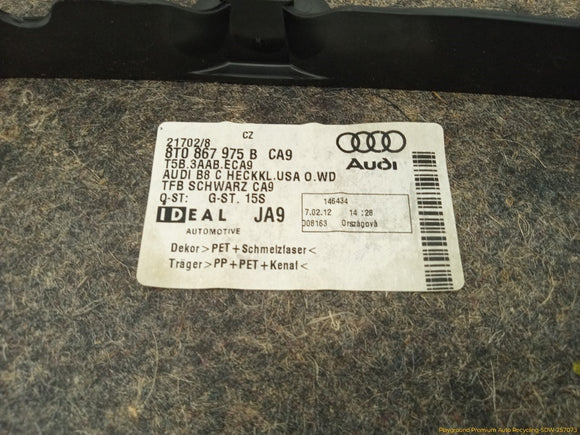 21702/8 CZ
8T0 867 975 B CA9
T5B.3AAB.ECA9
AUDI B8 C HECKKL.USA O.WD
TFB SCHWARZ CA9
Q-ST: G-ST. 15S
IDEAL JA9
AUTOMOTIVE
Dekor>PET+Schmelzfaser<
Träger>PP+PET+Kenaf<
Audi
146434
7.02.12 14:28
008163 Országová
Playground Premium Auto Recycling-SDW-257073